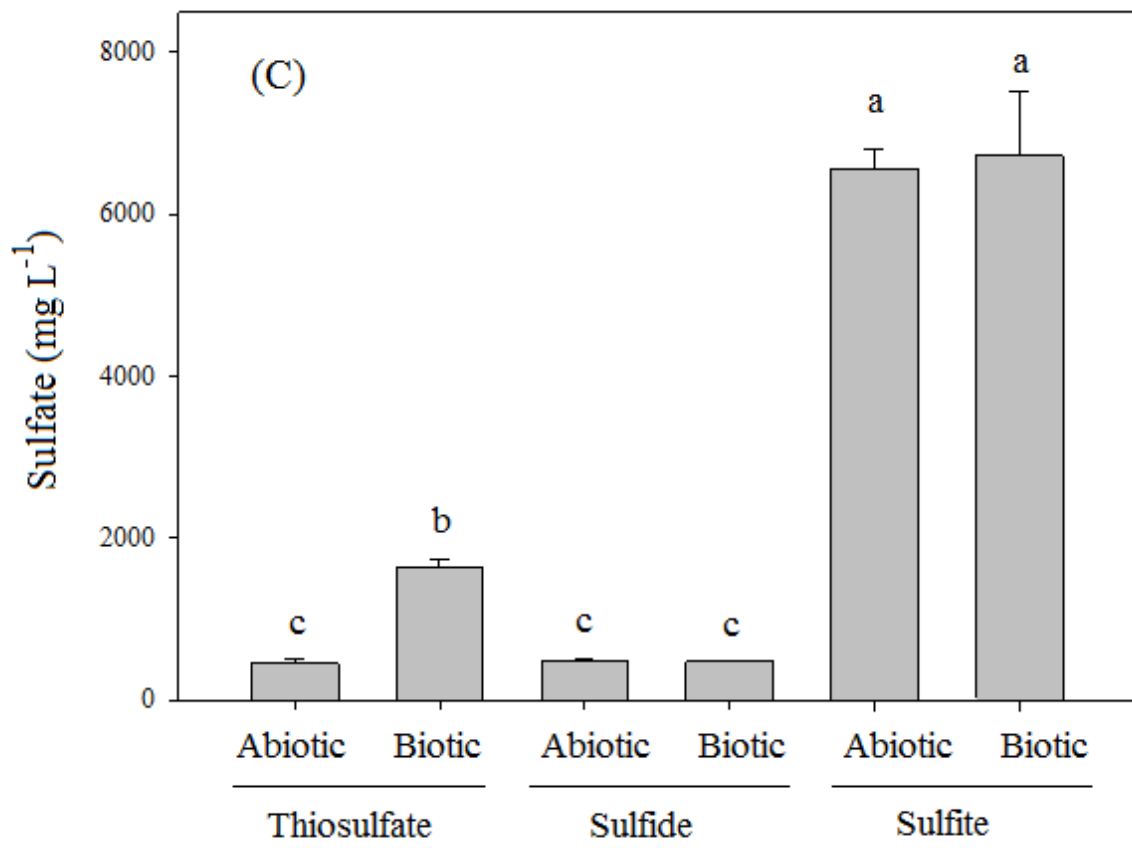 (C)
Sulfate (mg L⁻¹)
8000
6000
4000
2000
0
c
b
c
c
a
a
Abiotic Biotic Abiotic Biotic Abiotic Biotic
Thiosulfate Sulfide Sulfite